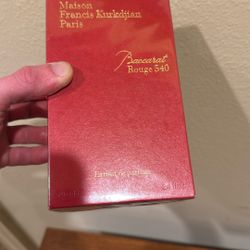 Maison
Francis Kurkdjian
Paris
Baccarat
Rouge 540
Extrait de parfum